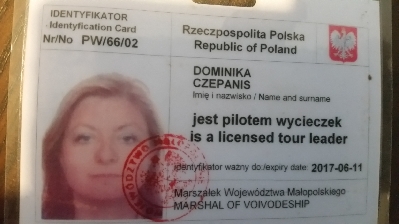 IDENTYFIKATOR
Identyfication Card
Nr/No PW/66/02
Rzeczpospolita Polska
Republic of Poland
DOMINIKA
CZEPANIS
Imię i nazwisko / Name and surname
jest pilotem wycieczek
is a licensed tour leader
identyfikator ważny do:/expiry date: 2017-06-11
Marszałek Województwa Małopolskiego
MARSHAL OF VOIVODESHIP